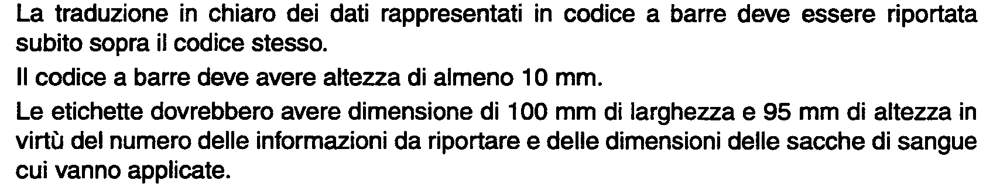 La traduzione in chiaro dei dati rappresentati in codice a barre deve essere riportata
subito sopra il codice stesso.
Il codice a barre deve avere altezza di almeno 10 mm.
Le etichette dovrebbero avere dimensione di 100 mm di larghezza e 95 mm di altezza in
virtù del numero delle informazioni da riportare e delle dimensioni delle sacche di sangue
cui vanno applicate.